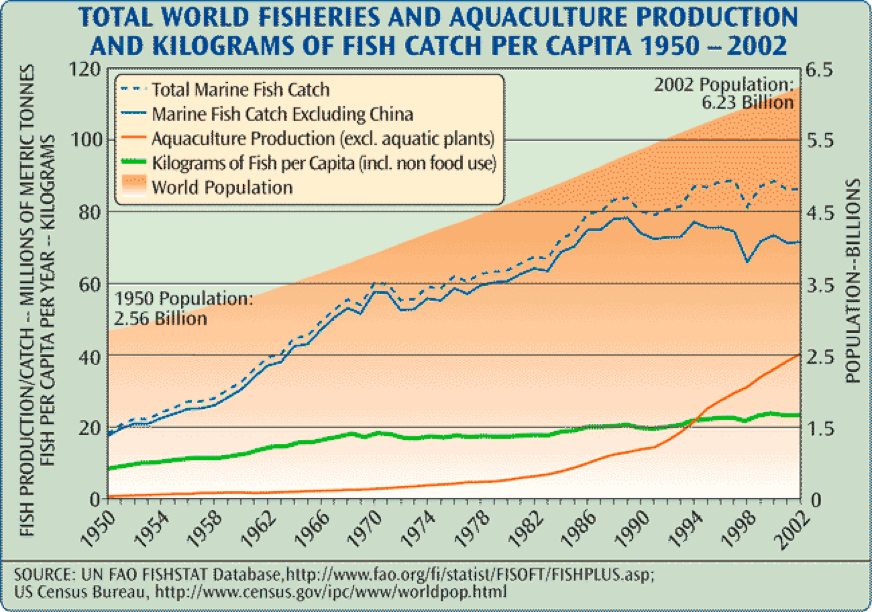 TOTAL WORLD FISHERIES AND AQUACULTURE PRODUCTION
AND KILOGRAMS OF FISH CATCH PER CAPITA 1950 – 2002
FISH PRODUCTION/CATCH -- MILLIONS OF METRIC TONNES
FISH PER CAPITA PER YEAR -- KILOGRAMS
120
100
80
60
40
20
0
Total Marine Fish Catch
Marine Fish Catch Excluding China
Aquaculture Production (excl. aquatic plants)
Kilograms of Fish per Capita (incl. non food use)
World Population
2002 Population:
6.23 Billion
1950 Population:
2.56 Billion
6.5
5.5
4.5
3.5
2.5
1.5
0
POPULATION--BILLIONS
1950 1954 1958 1962 1966 1970 1974 1978 1982 1986 1990 1994 1998 2002
SOURCE: UN FAO FISHSTAT Database,http://www.fao.org/fi/statist/FISOFT/FISHPLUS.asp;
US Census Bureau, http://www.census.gov/ipc/www/worldpop.html